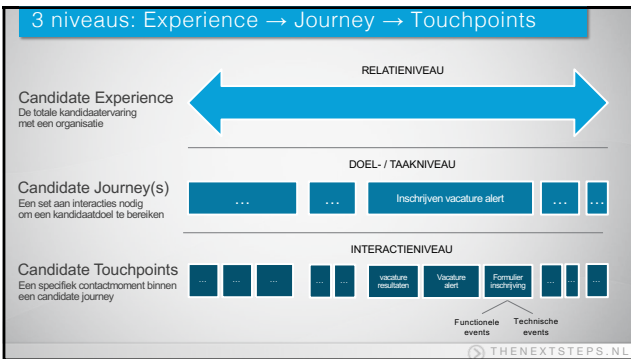 3 niveaus: Experience → Journey → Touchpoints
RELATIENIVEAU
Candidate Experience
De totale kandidaatervaring
met een organisatie
DOEL- / TAAKNIVEAU
Candidate Journey(s)
Een set aan interacties nodig
om een kandidaatdoel te bereiken
... ... Inschrijven vacature alert ... ...
INTERACTIENIVEAU
Candidate Touchpoints
Een specifiek contactmoment binnen
een candidate journey
... ... ... ... ...
vacature
resultaten
Vacature
alert
Formulier
inschrijving
... ... ...
Functionele
events
Technische
events
THENEXTSTEPS.NL